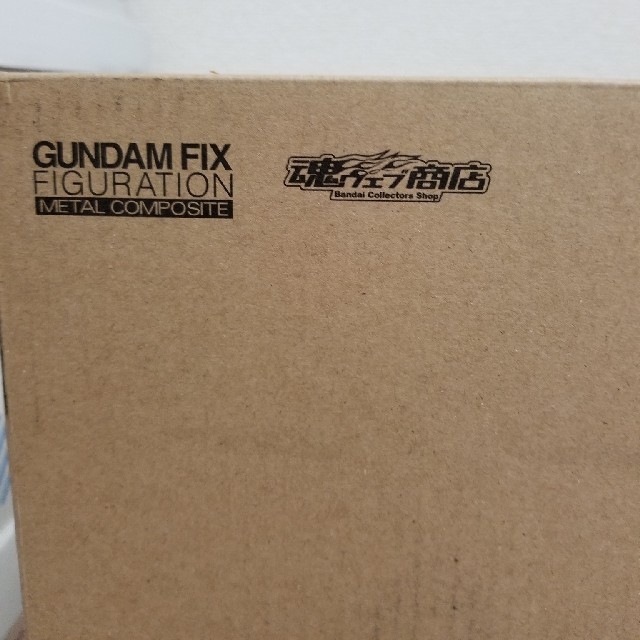 GUNDAM FIX
FIGURATION
METAL COMPOSITE
魂ウェブ商店
Bandai Collectors Shop